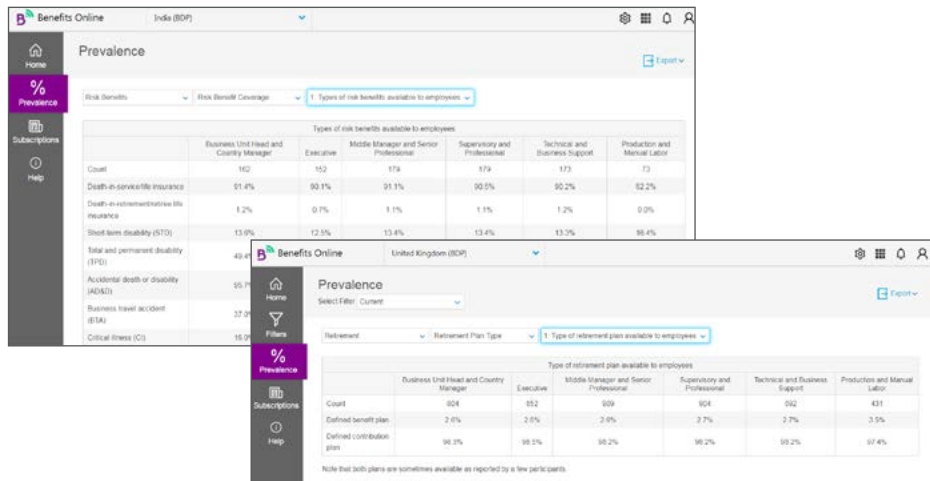 Benefits Online
India (BDP)
Home
Prevalence
Subscriptions
Help
Prevalence
Export
Risk Benefits
Risk Benefit Coverage
1. Types of risk benefits available to employees
Types of risk benefits available to employees
Business Unit Head and Country Manager
Executive
Middle Manager and Senior Professional
Supervisory and Professional
Technical and Business Support
Production and Manual Labor
Count 162 152 179 179 173 73
Death-in-service/life insurance 91.4% 90.1% 91.1% 90.5% 90.2% 82.2%
Death-in-retirement/retiree life insurance 1.2% 0.7% 1.1% 1.1% 1.2% 0.0%
Short term disability (STD) 13.6% 12.5% 13.4% 13.4% 13.3% 16.4%
Total and permanent disability (TPD)
Accidental death or disability (AD&D)
Business travel accident (BTA)
Critical illness (CI)
Benefits Online
United Kingdom (BDP)
Home
Filters
Prevalence
Subscriptions
Help
Prevalence
Select Filter Current
Export
Retirement
Retirement Plan Type
1. Type of retirement plan available to employees
Type of retirement plan available to employees
Business Unit Head and Country Manager
Executive
Middle Manager and Senior Professional
Supervisory and Professional
Technical and Business Support
Production and Manual Labor
Count 431
Defined benefit plan 2.7% 2.7% 3.5%
Defined contribution plan 98.3% 98.5% 98.2% 98.2% 98.2% 97.4%
Note that both plans are sometimes available as reported by a few participants.